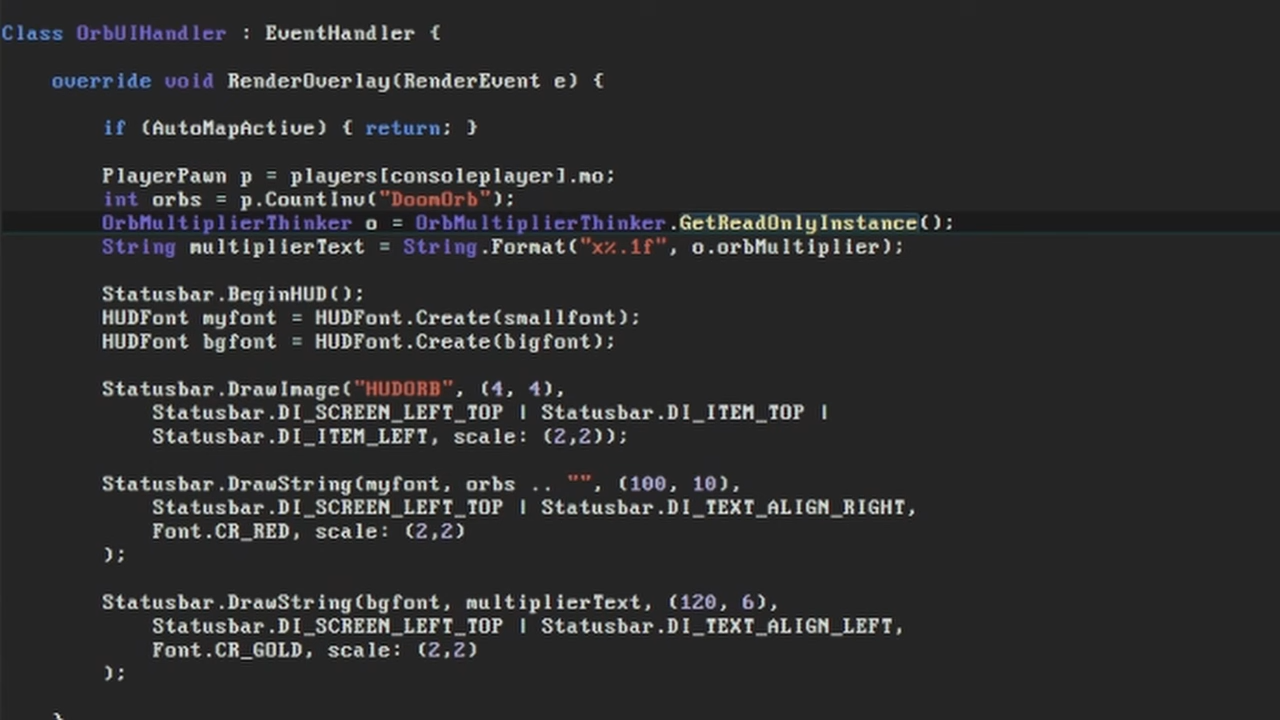 Class OrbUIHandler : EventHandler {
override void RenderOverlay(RenderEvent e) {
if (AutoMapActive) { return; }
PlayerPawn p = players[consoleplayer].mo;
int orbs = p.CountInv("DoomOrb");
OrbMultiplierThinker o = OrbMultiplierThinker.GetReadOnlyInstance();
String multiplierText = String.Format("x%.1f", o.orbMultiplier);
Statusbar.BeginHUD();
HUDFont myfont = HUDFont.Create(smallfont);
HUDFont bgfont = HUDFont.Create(bigfont);
Statusbar.DrawImage("HUDORB", (4, 4),
Statusbar.DI_SCREEN_LEFT_TOP | Statusbar.DI_ITEM_TOP |
Statusbar.DI_ITEM_LEFT, scale: (2,2));
Statusbar.DrawString(myfont, orbs .. "", (100, 10),
Statusbar.DI_SCREEN_LEFT_TOP | Statusbar.DI_TEXT_ALIGN_RIGHT,
Font.CR_RED, scale: (2,2)
);
Statusbar.DrawString(bgfont, multiplierText, (120, 6),
Statusbar.DI_SCREEN_LEFT_TOP | Statusbar.DI_TEXT_ALIGN_LEFT,
Font.CR_GOLD, scale: (2,2)
);
}